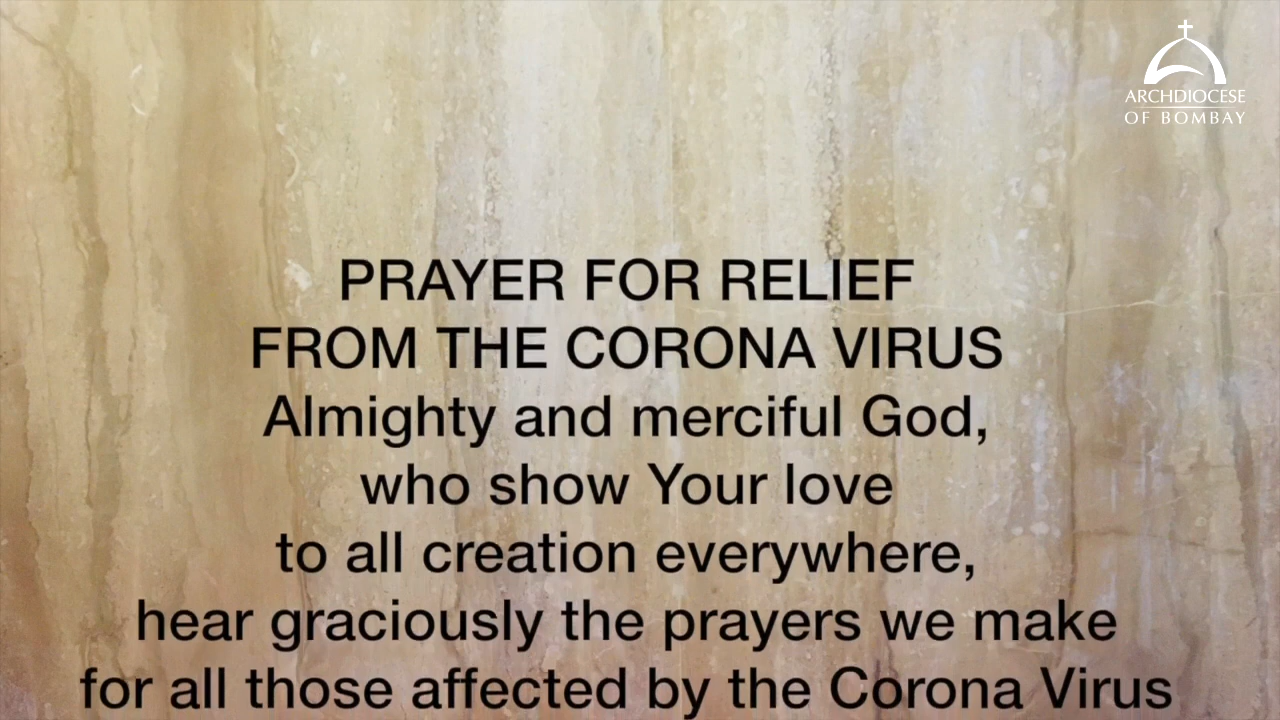 ARCHDIOCESE
OF BOMBAY
PRAYER FOR RELIEF
FROM THE CORONA VIRUS
Almighty and merciful God,
who show Your love
to all creation everywhere,
hear graciously the prayers we make
for all those affected by the Corona Virus